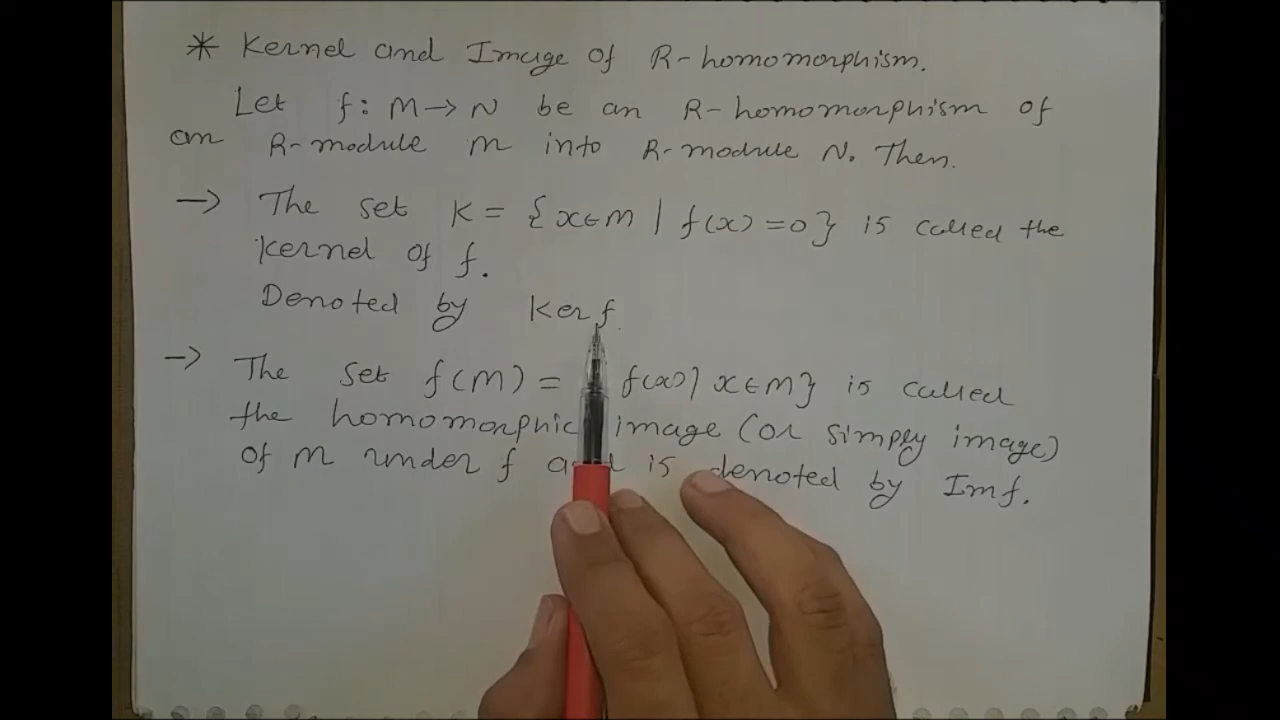 * Kernel and Image of R-homomorphism.
Let f: M→N be an R-homomorphism of
an R-module M into R-module N. Then.
→ The set K = {x∈M | f(x)=0} is called the
kernel of f.
Denoted by Ker f.
→ The set f(M) = f(x) | x∈M} is called
the homomorphic image (or simply image)
of M under f is denoted by Imf.